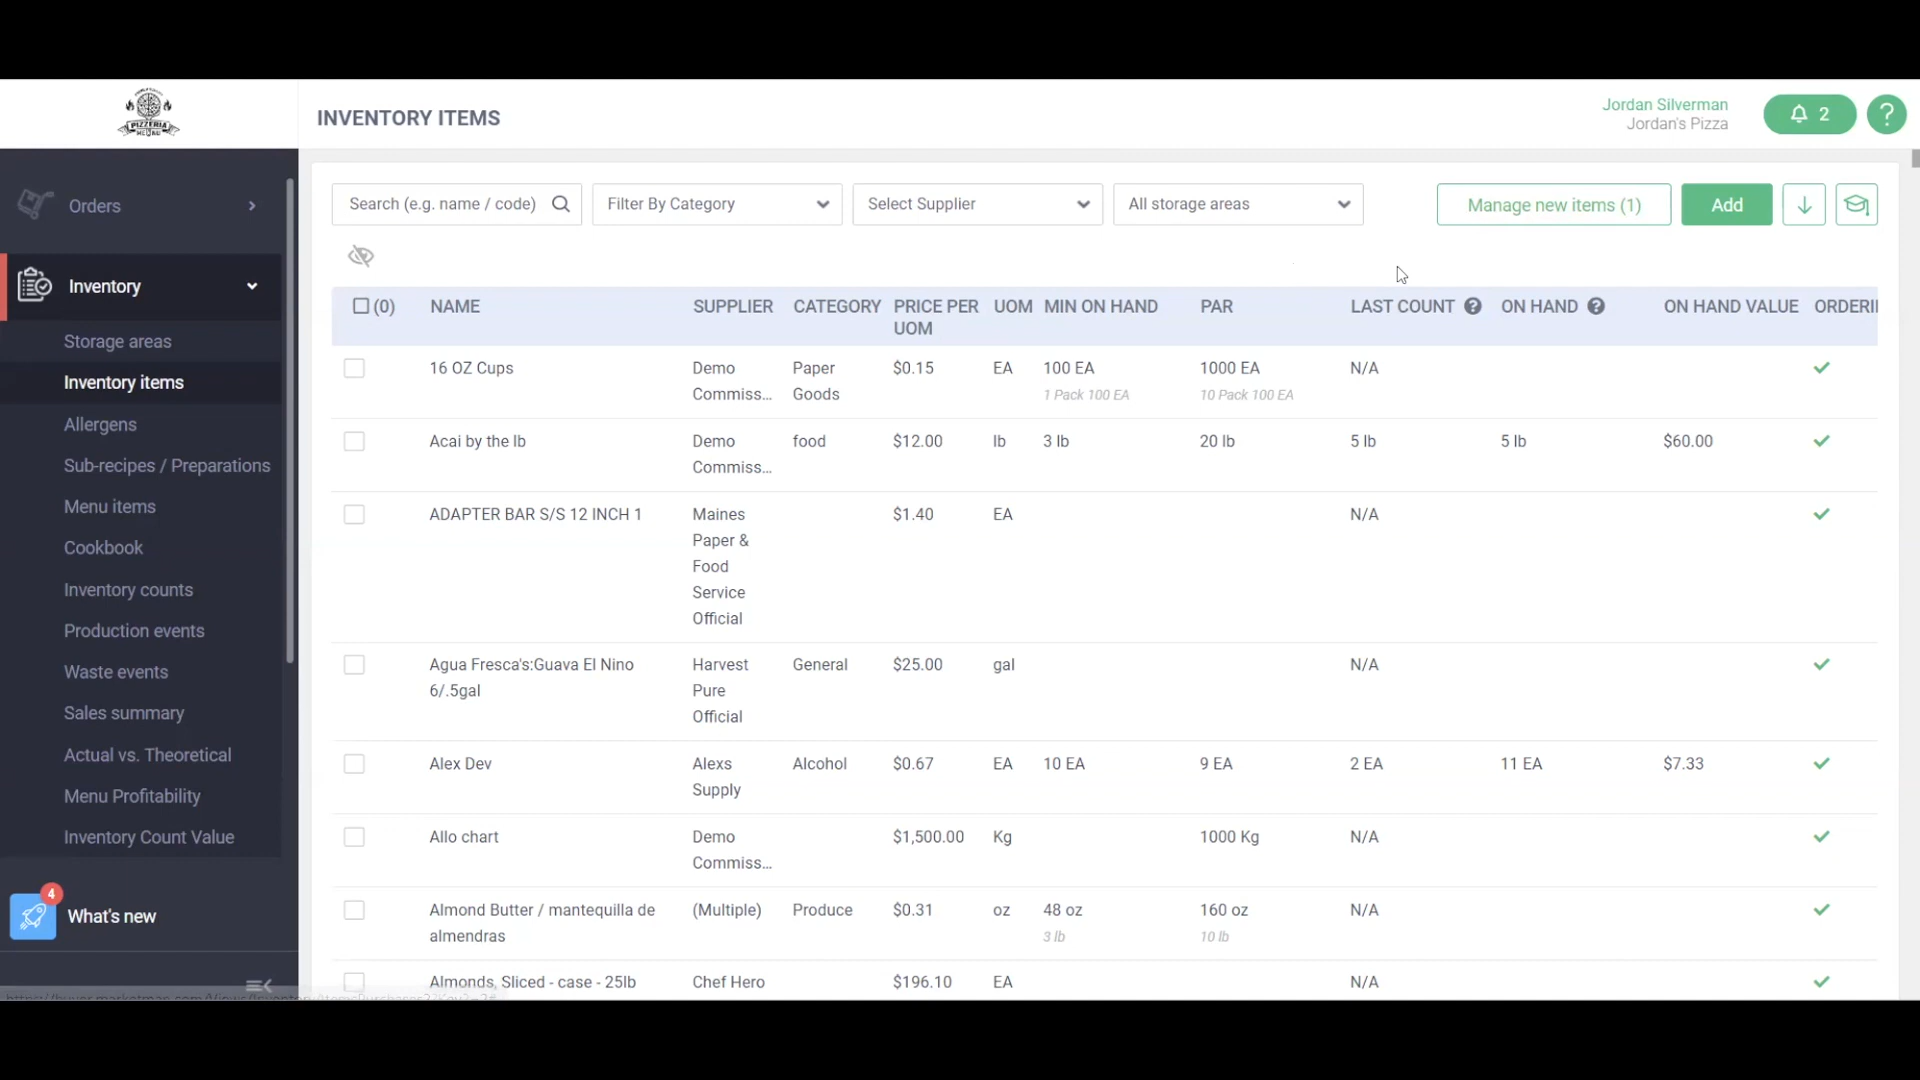 PIZZERIA
INVENTORY ITEMS
Jordan Silverman
Jordan's Pizza
2
?
Orders
Inventory
Storage areas
Inventory items
Allergens
Sub-recipes / Preparations
Menu items
Cookbook
Inventory counts
Production events
Waste events
Sales summary
Actual vs. Theoretical
Menu Profitability
Inventory Count Value
4
What's new
Search (e.g. name / code)
Filter By Category
Select Supplier
All storage areas
Manage new items (1)
Add
(0) NAME SUPPLIER CATEGORY PRICE PER UOM MIN ON HAND PAR LAST COUNT ? ON HAND ? ON HAND VALUE ORDERII
UOM
16 OZ Cups Demo Paper $0.15 EA 100 EA 1000 EA N/A
Commiss... Goods 1 Pack 100 EA 10 Pack 100 EA
Acai by the lb Demo food $12.00 lb 3 lb 20 lb 5 lb 5 lb $60.00
Commiss...
ADAPTER BAR S/S 12 INCH 1 Maines $1.40 EA N/A
Paper &
Food
Service
Official
Agua Fresca's:Guava El Nino Harvest General $25.00 gal N/A
6/.5gal Pure
Official
Alex Dev Alexs Alcohol $0.67 EA 10 EA 9 EA 2 EA 11 EA $7.33
Supply
Allo chart Demo $1,500.00 Kg 1000 Kg N/A
Commiss...
Almond Butter / mantequilla de (Multiple) Produce $0.31 oz 48 oz 160 oz N/A
almendras 3 lb 10 lb
Almonds, Sliced - case - 25lb Chef Hero $196.10 EA N/A